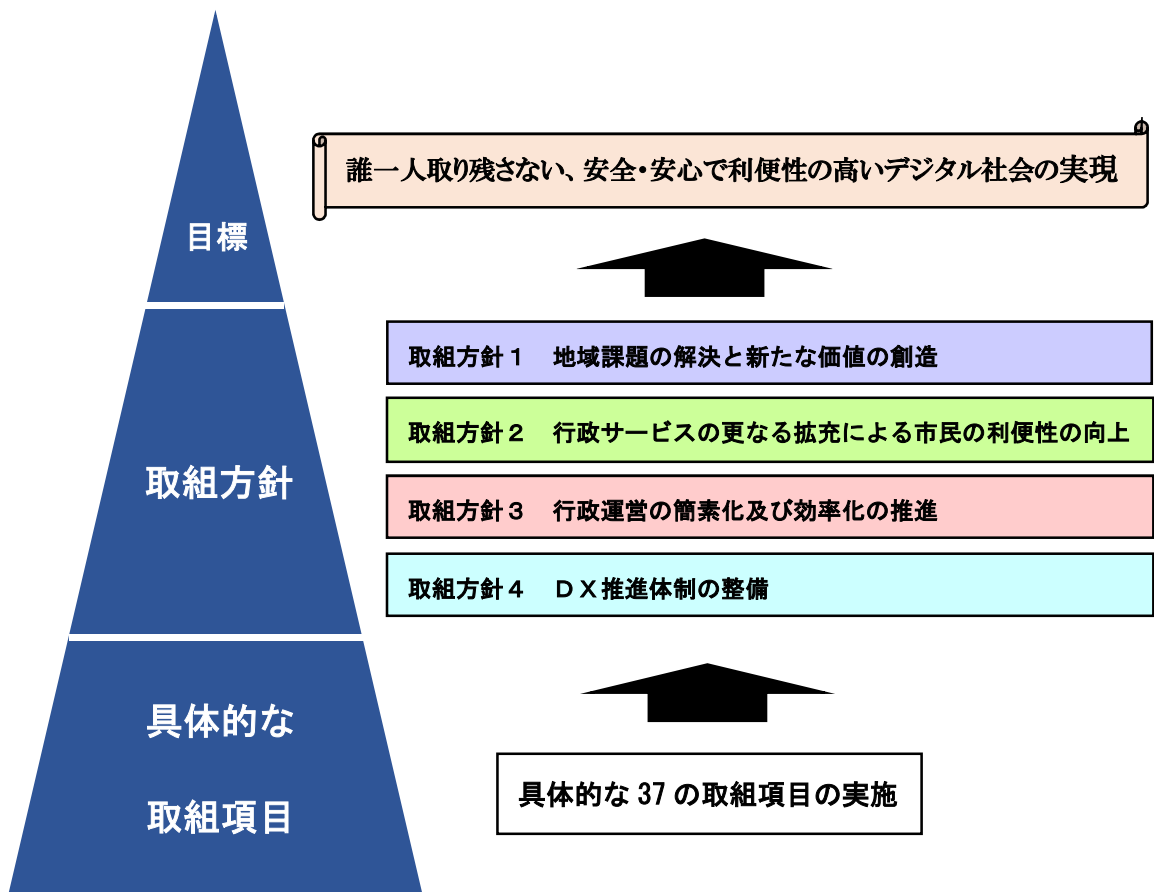 目標
誰一人取り残さない、安全・安心で利便性の高いデジタル社会の実現
取組方針
取組方針１　地域課題の解決と新たな価値の創造
取組方針２　行政サービスの更なる拡充による市民の利便性の向上
取組方針３　行政運営の簡素化及び効率化の推進
取組方針４　ＤＸ推進体制の整備
具体的な
取組項目
具体的な 37 の取組項目の実施